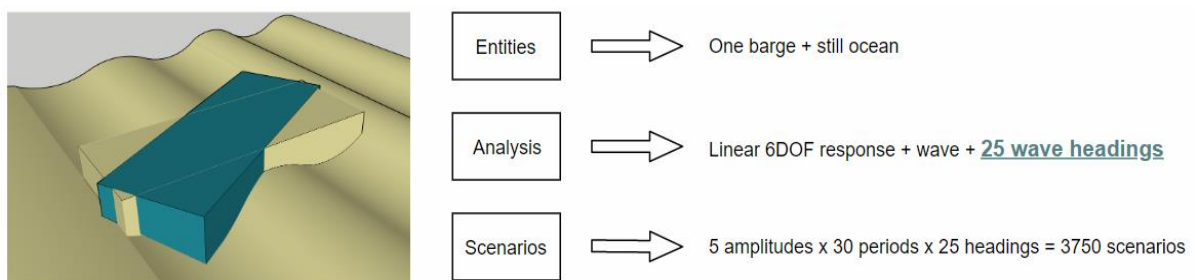 Entities
One barge + still ocean
Analysis
Linear 6DOF response + wave + 25 wave headings
Scenarios
5 amplitudes x 30 periods x 25 headings = 3750 scenarios